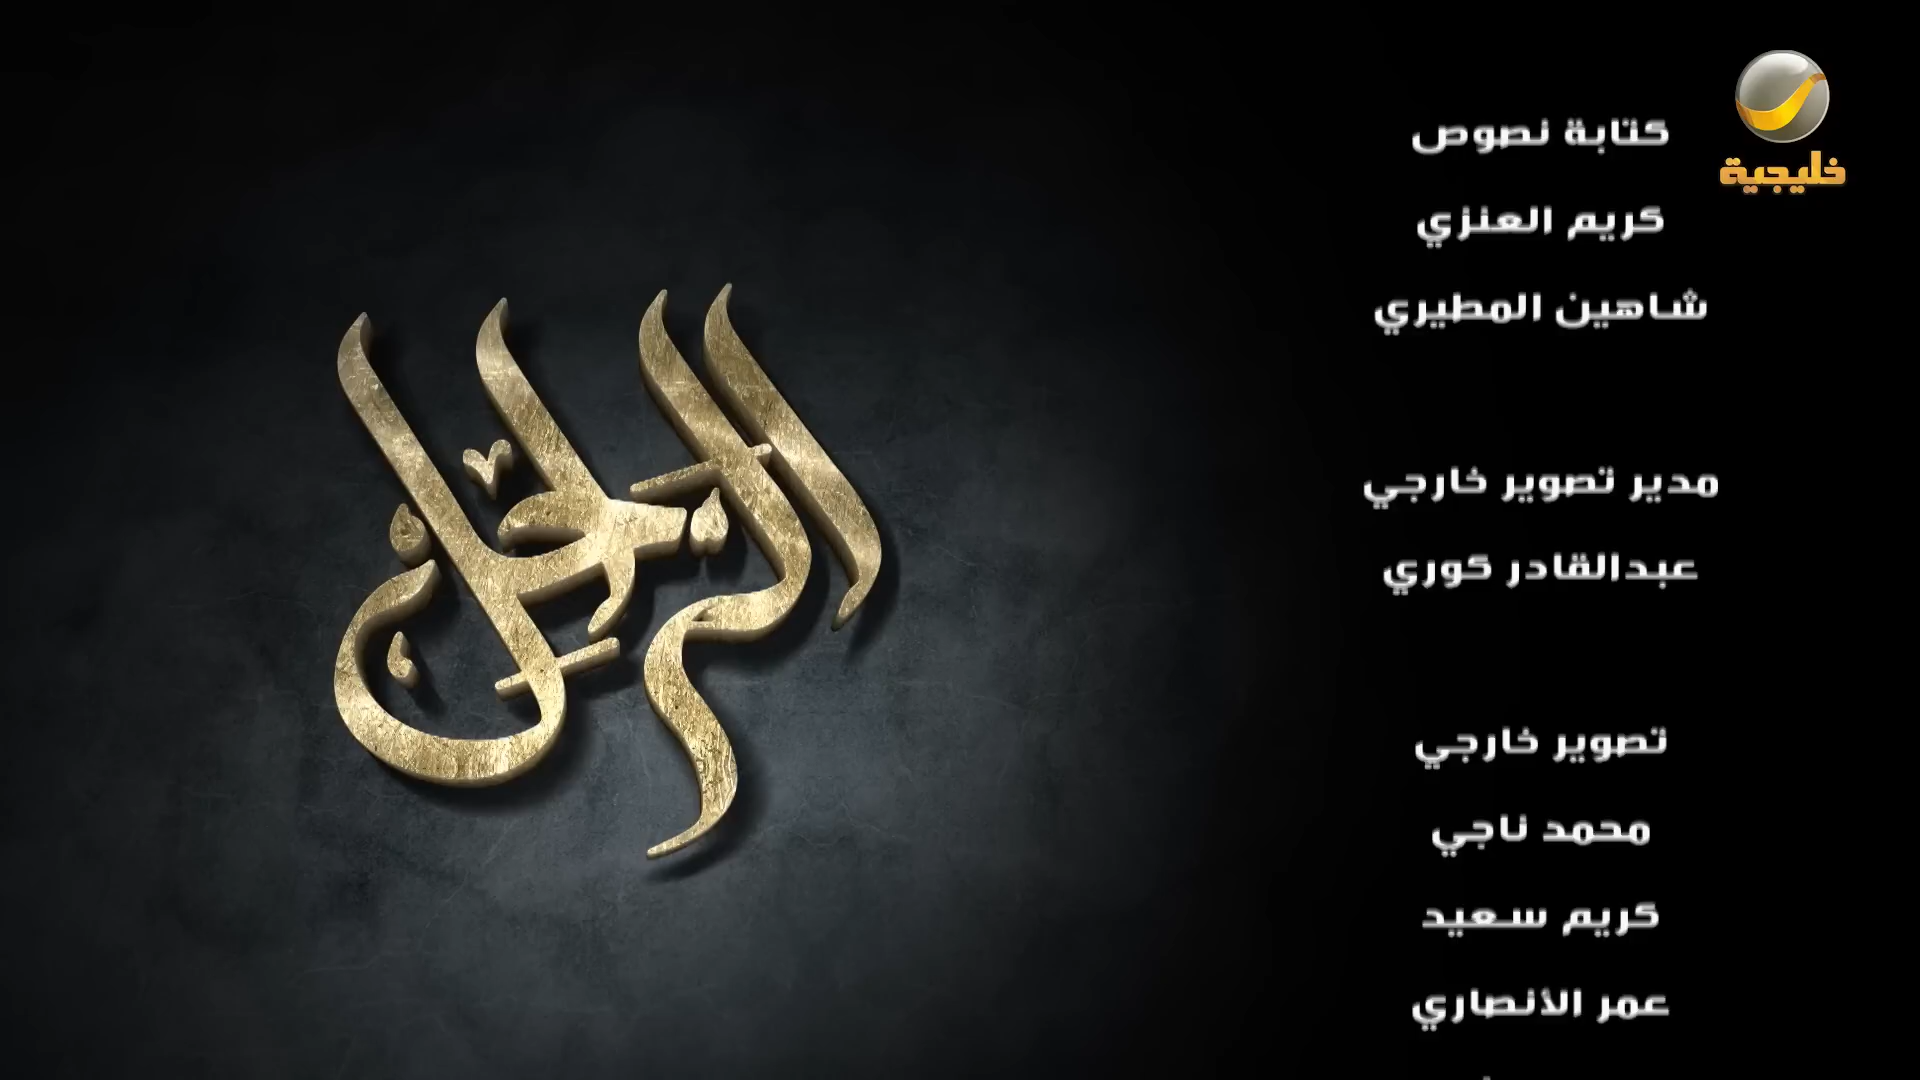 خليجية
كتابة نصوص
كريم العنزي
شاهين المطيري
مدير تصوير خارجي
عبدالقادر كوري
تصوير خارجي
محمد ناجي
كريم سعيد
عمر الأنصاري